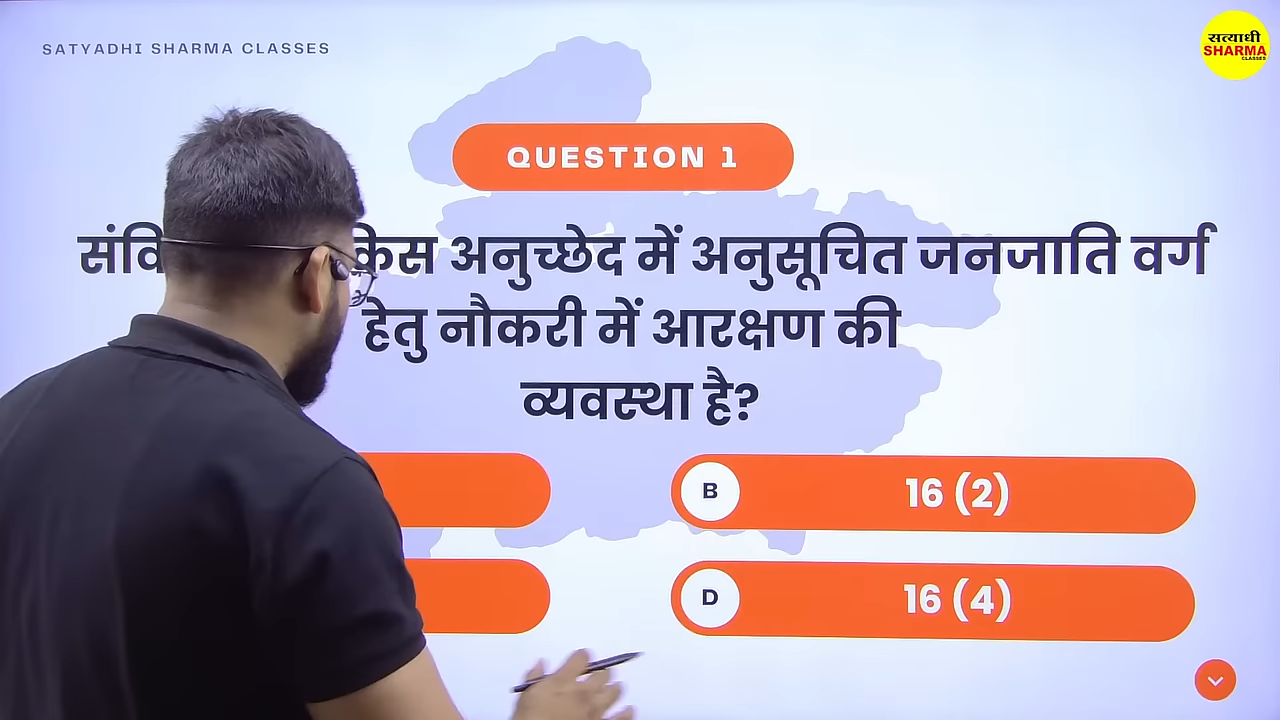 SATYADHI SHARMA CLASSES
सत्याधी
SHARMA
CLASSES
QUESTION 1
अनुच्छेद में अनुसूचित जनजाति वर्ग
हेतु नौकरी में आरक्षण की
व्यवस्था है?
B 16 (2)
D 16 (4)